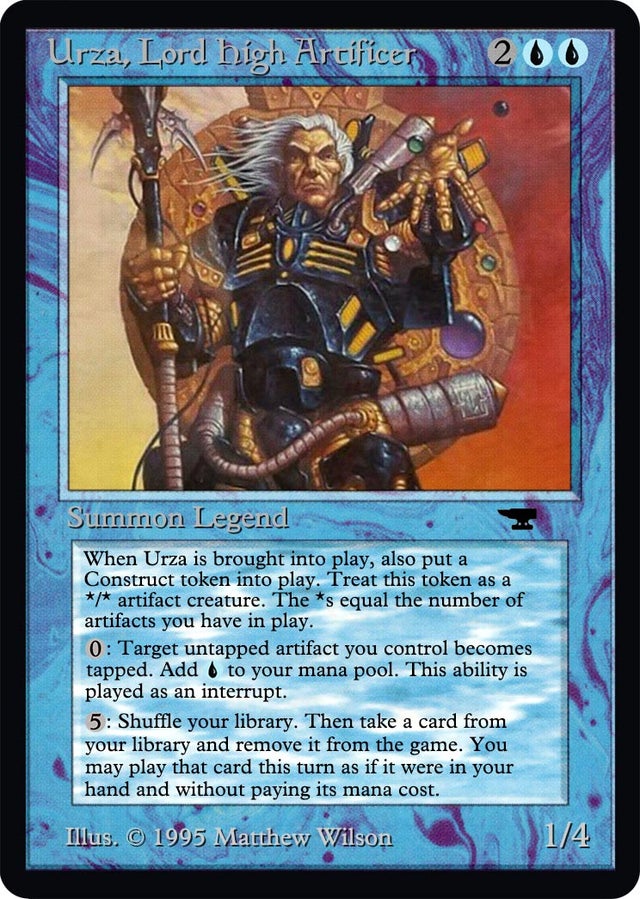 Urza, Lord High Artificer 2
Summon Legend
When Urza is brought into play, also put a
Construct token into play. Treat this token as a
*/* artifact creature. The *s equal the number of
artifacts you have in play.
0: Target untapped artifact you control becomes
tapped. Add to your mana pool. This ability is
played as an interrupt.
5: Shuffle your library. Then take a card from
your library and remove it from the game. You
may play that card this turn as if it were in your
hand and without paying its mana cost.
Illus. © 1995 Matthew Wilson 1/4